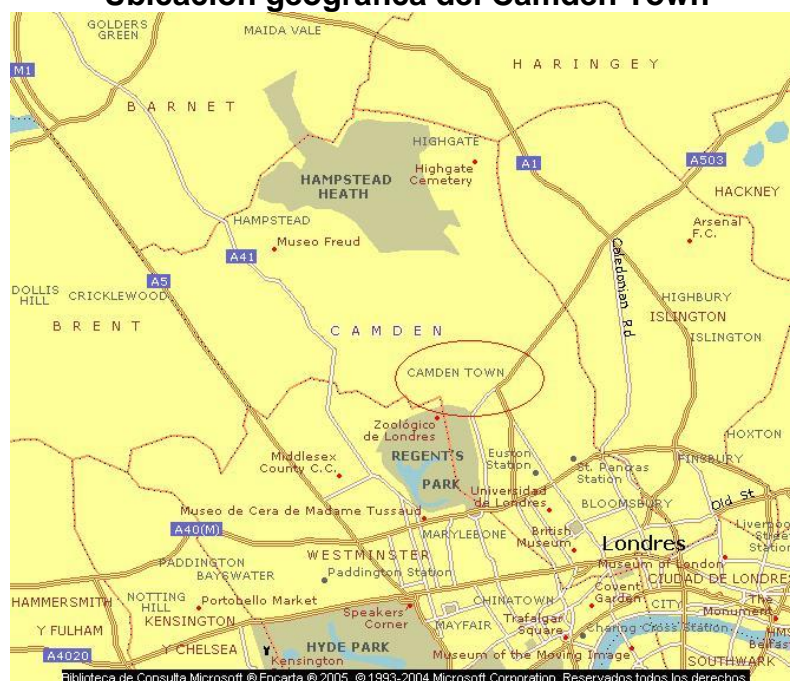 Ubicación geográfica del Camden Town
GOLDERS
GREEN
MAIDA VALE
M1
HARINGEY
BARNET
HIGHGATE
A1
A503
Highgate
Cemetery
HAMPSTEAD
HEATH
HACKNEY
HAMPSTEAD
Arsenal
F.C.
Museo Freud
A41
Caledonian Rd
A5
DOLLIS
HILL
CRICKLEWOOD
HIGHBURY
ISLINGTON
BRENT
CAMDEN
ISLINGTON
CAMDEN TOWN
Zoológico
de Londres
HOXTON
REGENT'S
PARK
Euston
Station
FINSBURY
Middlesex
County C.C.
St. Pancras
Station
Universidad
de Londres
BLOOMSBURY
Old St
Museo de Cera de Madame Tussaud
A40(M)
MARYLEBONE
British
Museum
Londres
Station
WESTMINSTER
PADDINGTON
BAYSWATER
Paddington Station
Museum of London
CIUDAD DE LONDRES
NOTTING
HILL
Portobello Market
HAMMERSMITH
Y FULHAM
KENSINGTON
Y CHELSEA
Speakers'
Corner
CHINATOWN
Covent
Garden
CITY
The
Monument
MAYFAIR
Trafalgar
Square
Charing Cross Station
HMS
Belfast
HYDE PARK
A4020
Kensington
Museum of the Moving Image
SOUTHWARK
Biblioteca de Consulta Microsoft ® Encarta ® 2005. © 1993-2004 Microsoft Corporation. Reservados todos los derechos.